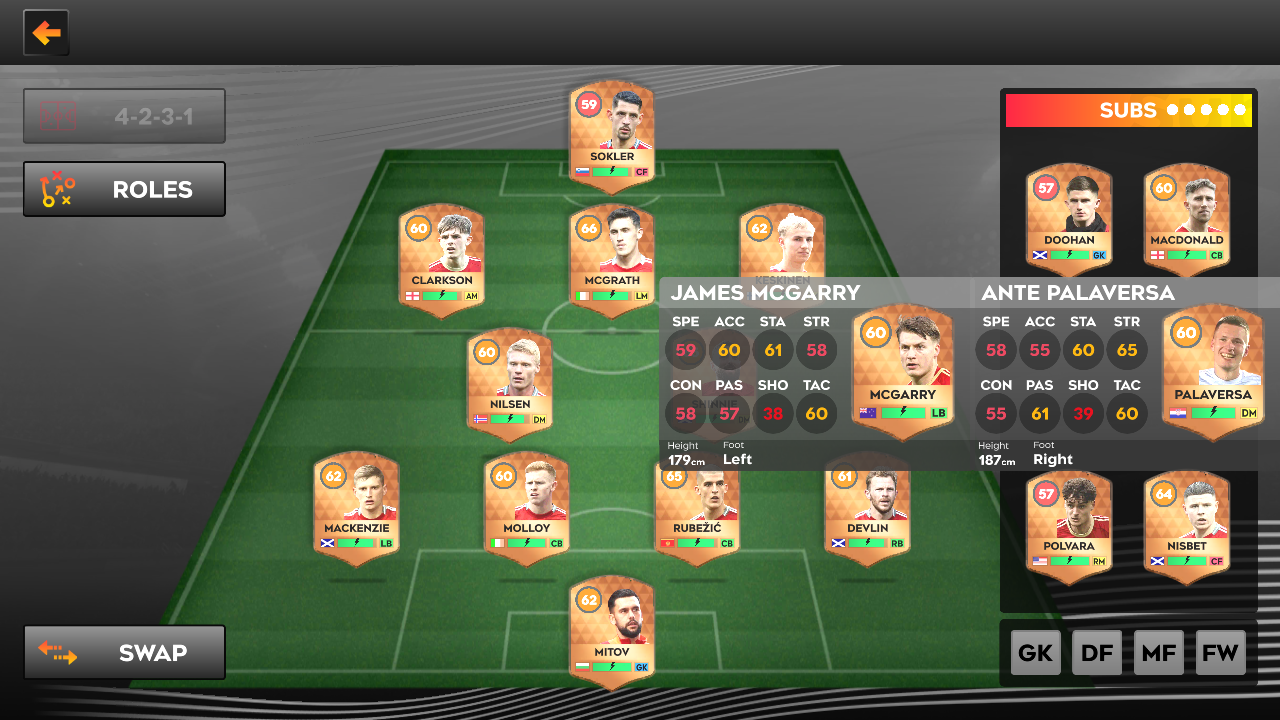 4-2-3-1
ROLES
SWAP
59
SOKLER
CF
60
CLARKSON
AM
66
MCGRATH
LM
62
KESKINEN
60
NILSEN
DM
SHINNIE
62
MACKENZIE
LB
60
MOLLOY
CB
65
RUBEŽIĆ
CB
61
DEVLIN
RB
62
MITOV
GK
SUBS
57
DOOHAN
GK
60
MACDONALD
CB
JAMES MCGARRY
SPE ACC STA STR
59 60 61 58
CON PAS SHO TAC
58 57 38 60
Height Foot
179cm Left
60
MCGARRY
LB
ANTE PALAVERSA
SPE ACC STA STR
58 55 60 65
CON PAS SHO TAC
55 61 39 60
Height Foot
187cm Right
60
PALAVERSA
DM
57
POLVARA
RM
64
NISBET
CF
GK DF MF FW